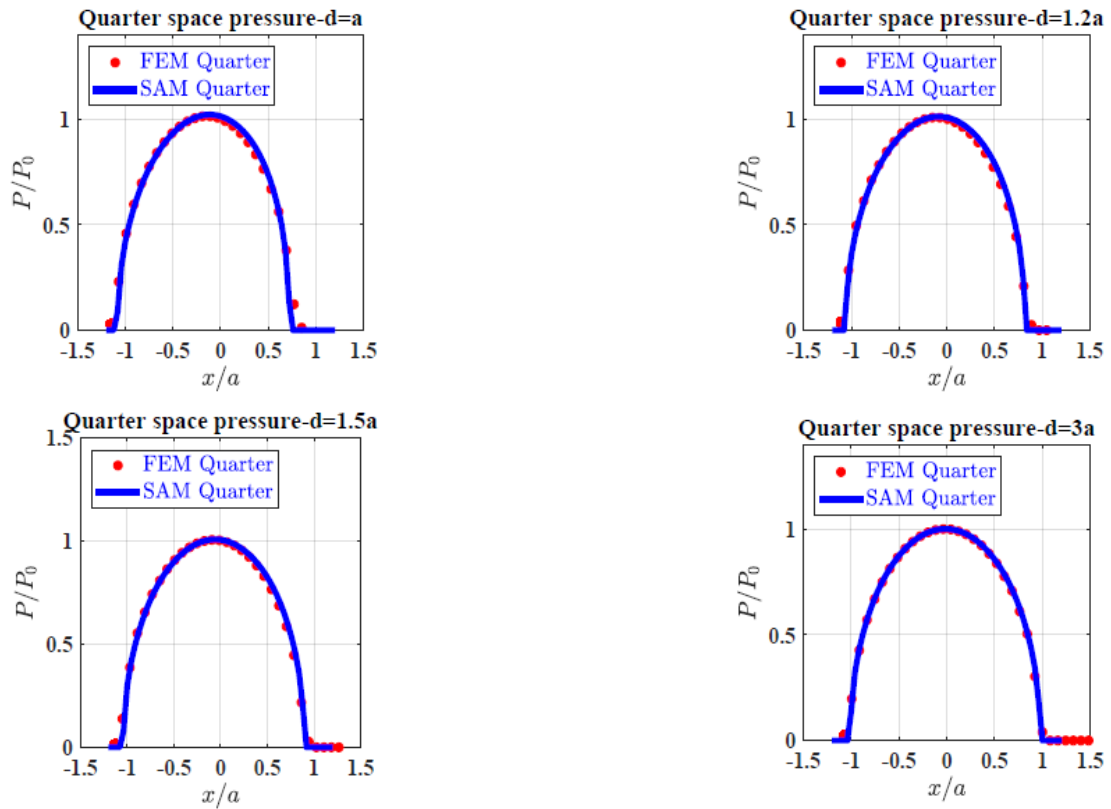 Quarter space pressure-d=a
FEM Quarter
SAM Quarter
1
0.5
0
P/P₀
-1.5 -1 -0.5 0 0.5 1 1.5
x/a
Quarter space pressure-d=1.2a
FEM Quarter
SAM Quarter
1
0.5
0
P/P₀
-1.5 -1 -0.5 0 0.5 1 1.5
x/a
Quarter space pressure-d=1.5a
1.5
FEM Quarter
SAM Quarter
1
0.5
0
P/P₀
-1.5 -1 -0.5 0 0.5 1 1.5
x/a
Quarter space pressure-d=3a
FEM Quarter
SAM Quarter
1
0.5
0
P/P₀
-1.5 -1 -0.5 0 0.5 1 1.5
x/a